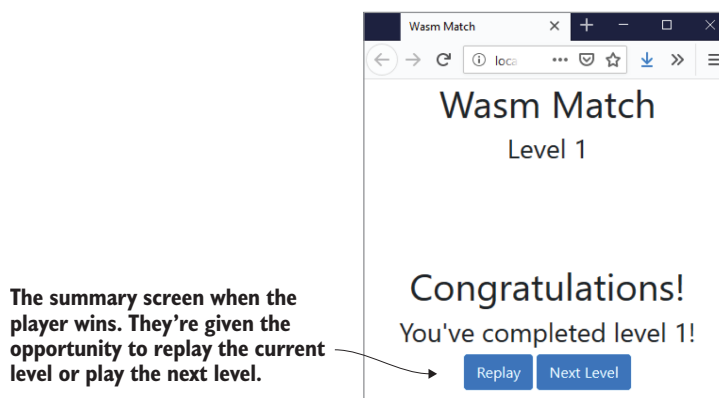 Wasm Match
loca
Wasm Match
Level 1
Congratulations!
You've completed level 1!
Replay Next Level
The summary screen when the
player wins. They're given the
opportunity to replay the current
level or play the next level.